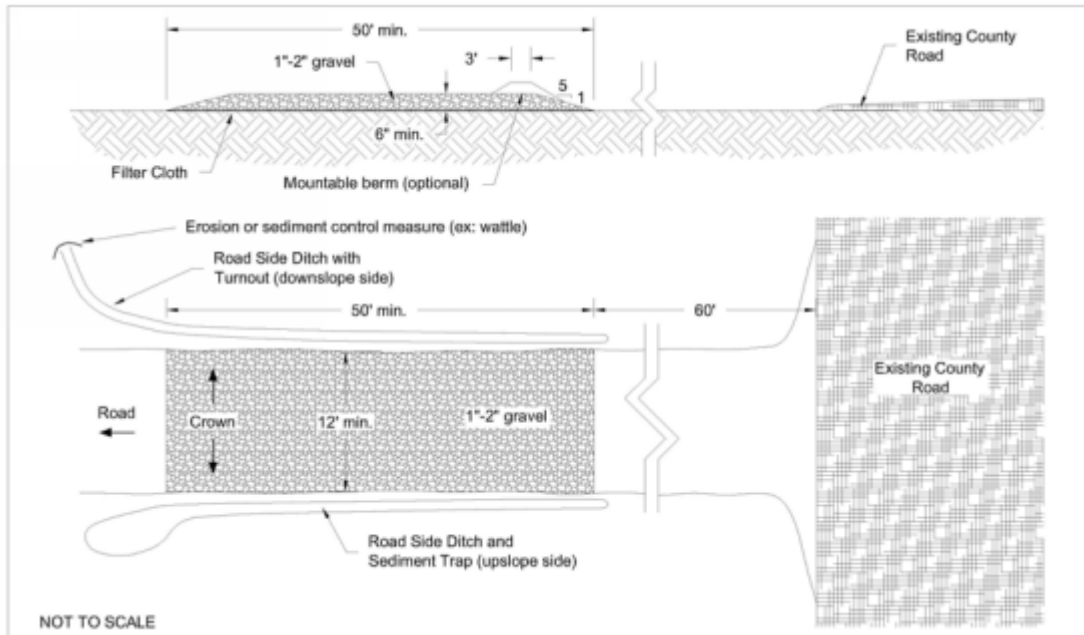 50' min.
1"-2" gravel
3'
5
1
6" min.
Filter Cloth
Mountable berm (optional)
Existing County
Road
Erosion or sediment control measure (ex: wattle)
Road Side Ditch with
Turnout (downslope side)
50' min.
60'
Road
Crown
12' min.
1"-2" gravel
Existing County
Road
Road Side Ditch and
Sediment Trap (upslope side)
NOT TO SCALE